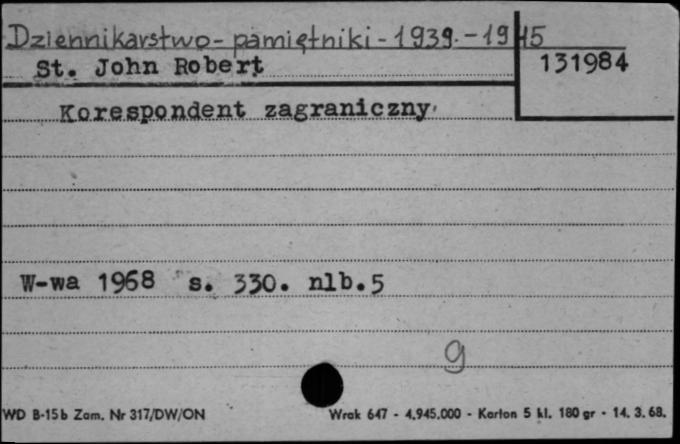 Dziennikarstwo - pamiętniki - 1939 - 1945
St. John Robert
131984
Korespondent zagraniczny
W-wa 1968 s. 330. nlb.5
9
WD B-15b Zam. Nr 317/DW/ON
Wrak 647 - 4.945.000 - Karton 5 kl. 180 gr - 14. 3. 68.